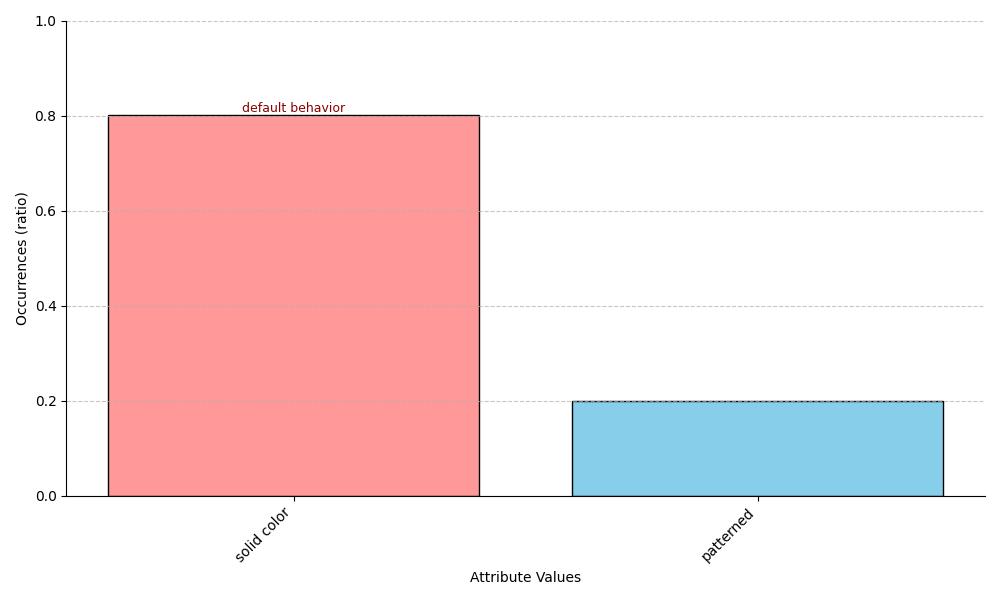 1.0
default behavior
0.8
0.6
0.4
0.2
0.0
Occurrences (ratio)
solid color
patterned
Attribute Values